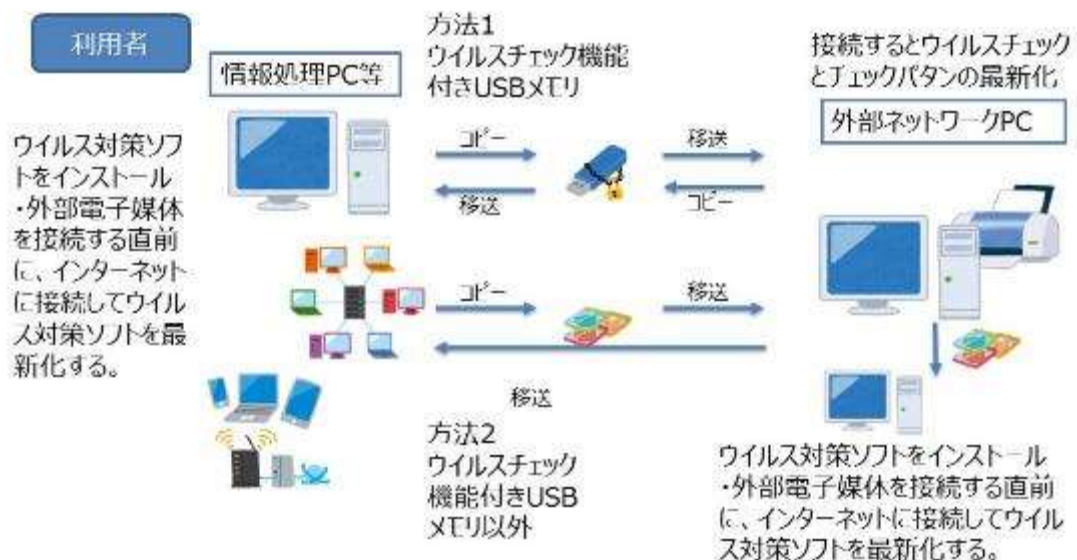 利用者
情報処理PC等
ウイルス対策ソフ
トをインストール
・外部電子媒体
を接続する直前
に、インターネット
に接続してウイル
ス対策ソフトを最
新化する。
方法1
ウイルスチェック機能
付きUSBメモリ
コピー
移送
移送
コピー
コピー
移送
移送
方法2
ウイルスチェック
機能付きUSB
メモリ以外
接続するとウイルスチェック
とチェックパタンの最新化
外部ネットワークPC
ウイルス対策ソフトをインストール
・外部電子媒体を接続する直前
に、インターネットに接続してウイル
ス対策ソフトを最新化する。